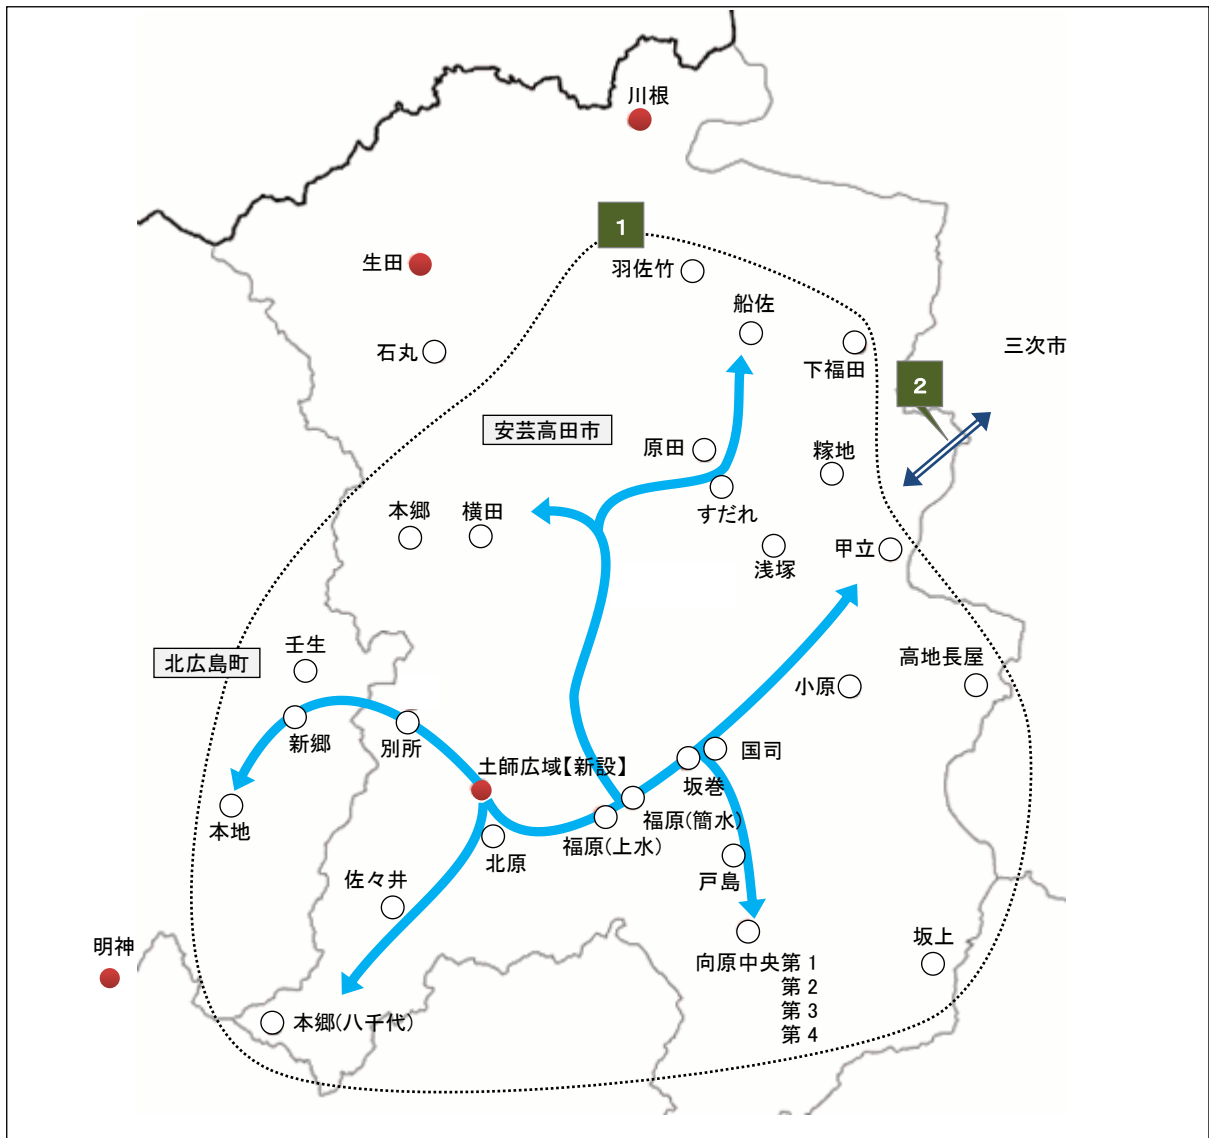 川根
1
生田
羽佐竹
船佐
石丸
下福田
三次市
2
安芸高田市
原田
糘地
本郷
横田
すだれ
甲立
浅塚
壬生
北広島町
高地長屋
小原
新郷
別所
国司
土師広域【新設】
坂巻
本地
福原(簡水)
福原(上水)
北原
佐々井
戸島
明神
坂上
向原中央第1
第2
第3
第4
本郷(八千代)